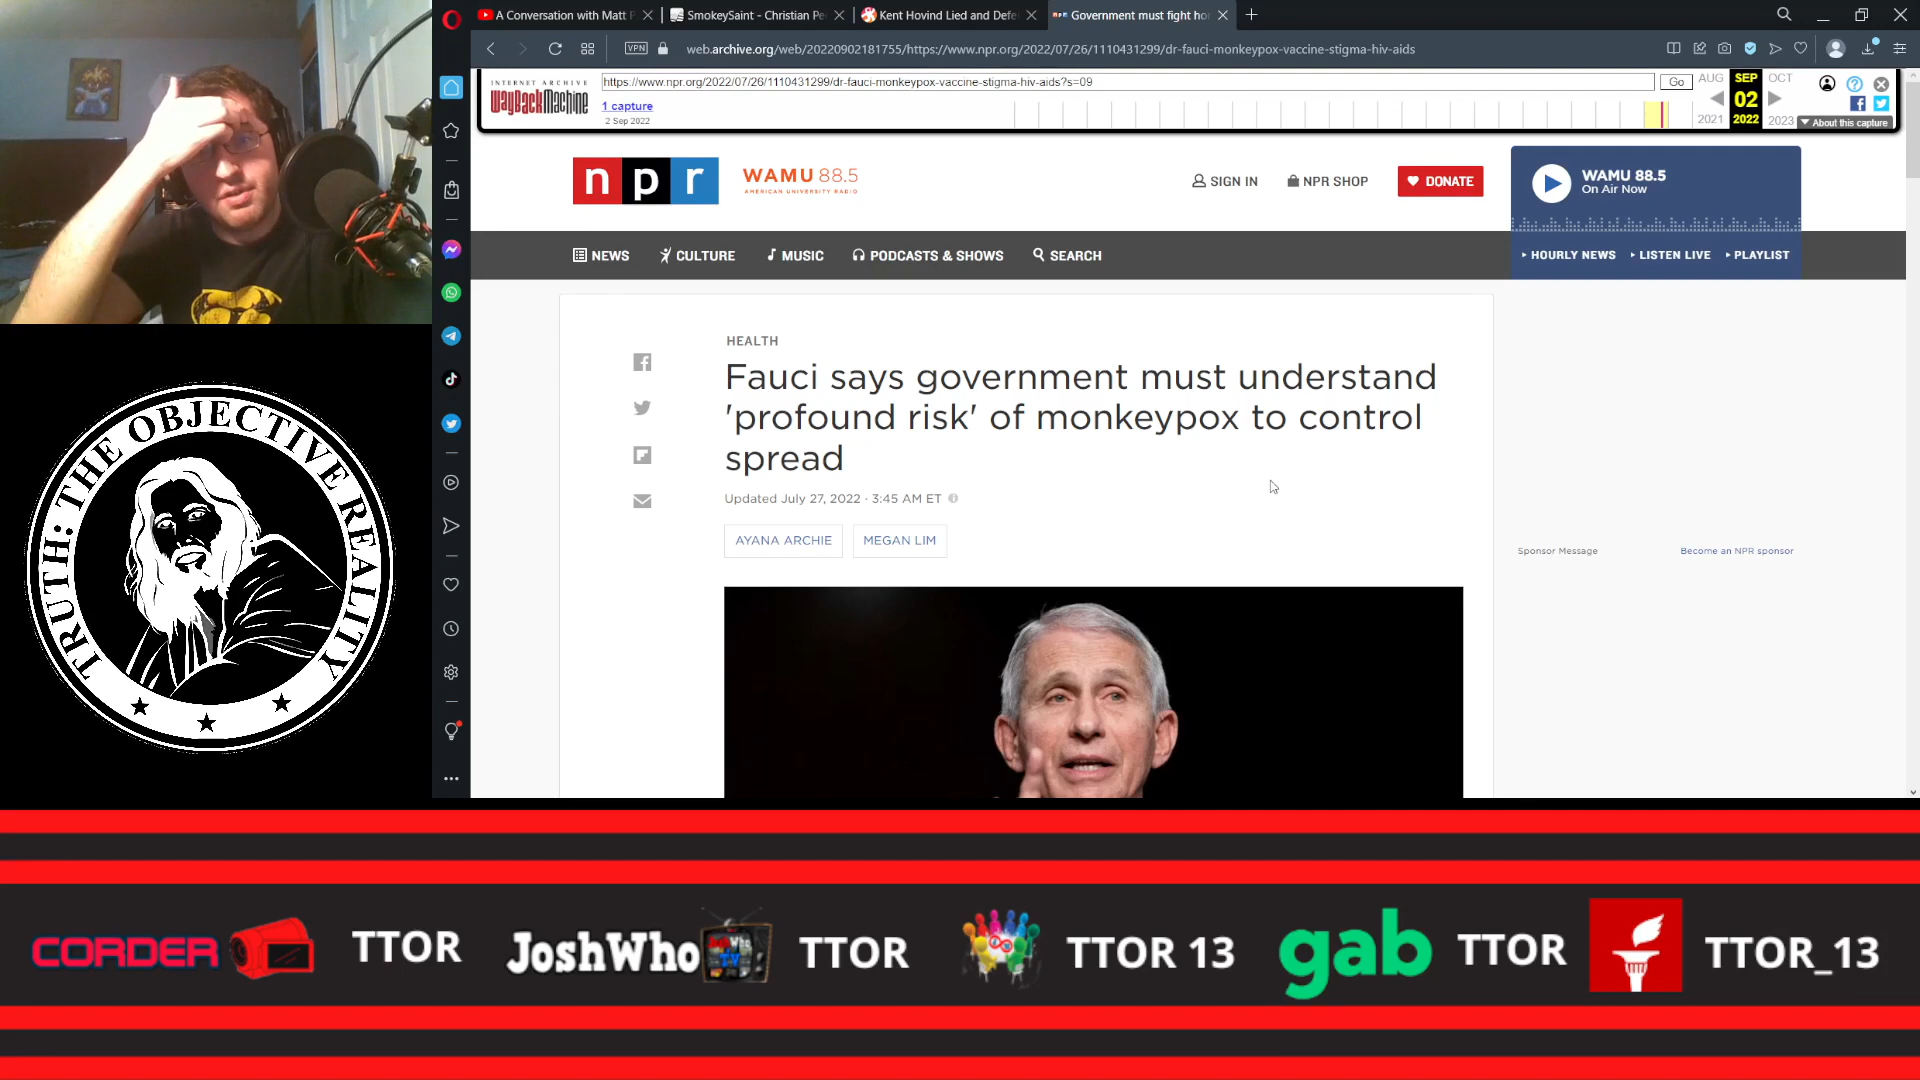 A Conversation with Matt P
SmokeySaint - Christian Pe
Kent Hovind Lied and Defe
Government must fight ho
VPN
web.archive.org/web/20220902181755/https://www.npr.org/2022/07/26/1110431299/dr-fauci-monkeypox-vaccine-stigma-hiv-aids
INTERNET ARCHIVE
WayBackMachine
https://www.npr.org/2022/07/26/1110431299/dr-fauci-monkeypox-vaccine-stigma-hiv-aids?s=09
Go
1 capture
2 Sep 2022
AUG
SEP
OCT
02
2021
2022
2023
About this capture
npr
WAMU 88.5
AMERICAN UNIVERSITY RADIO
SIGN IN
NPR SHOP
DONATE
WAMU 88.5
On Air Now
HOURLY NEWS
LISTEN LIVE
PLAYLIST
NEWS
CULTURE
MUSIC
PODCASTS & SHOWS
SEARCH
HEALTH
Fauci says government must understand
'profound risk' of monkeypox to control
spread
Updated July 27, 2022 · 3:45 AM ET
AYANA ARCHIE
MEGAN LIM
Sponsor Message
Become an NPR sponsor
TRUTH: THE OBJECTIVE REALITY
CORDER
TTOR
JoshWho
TV
TTOR
TTOR 13
gab
TTOR
TTOR_13